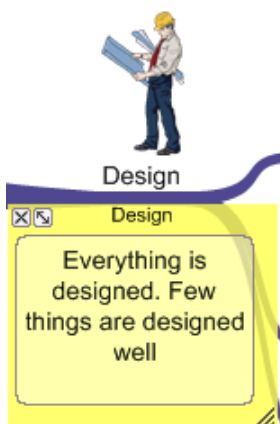 Design
Design
Everything is
designed. Few
things are designed
well